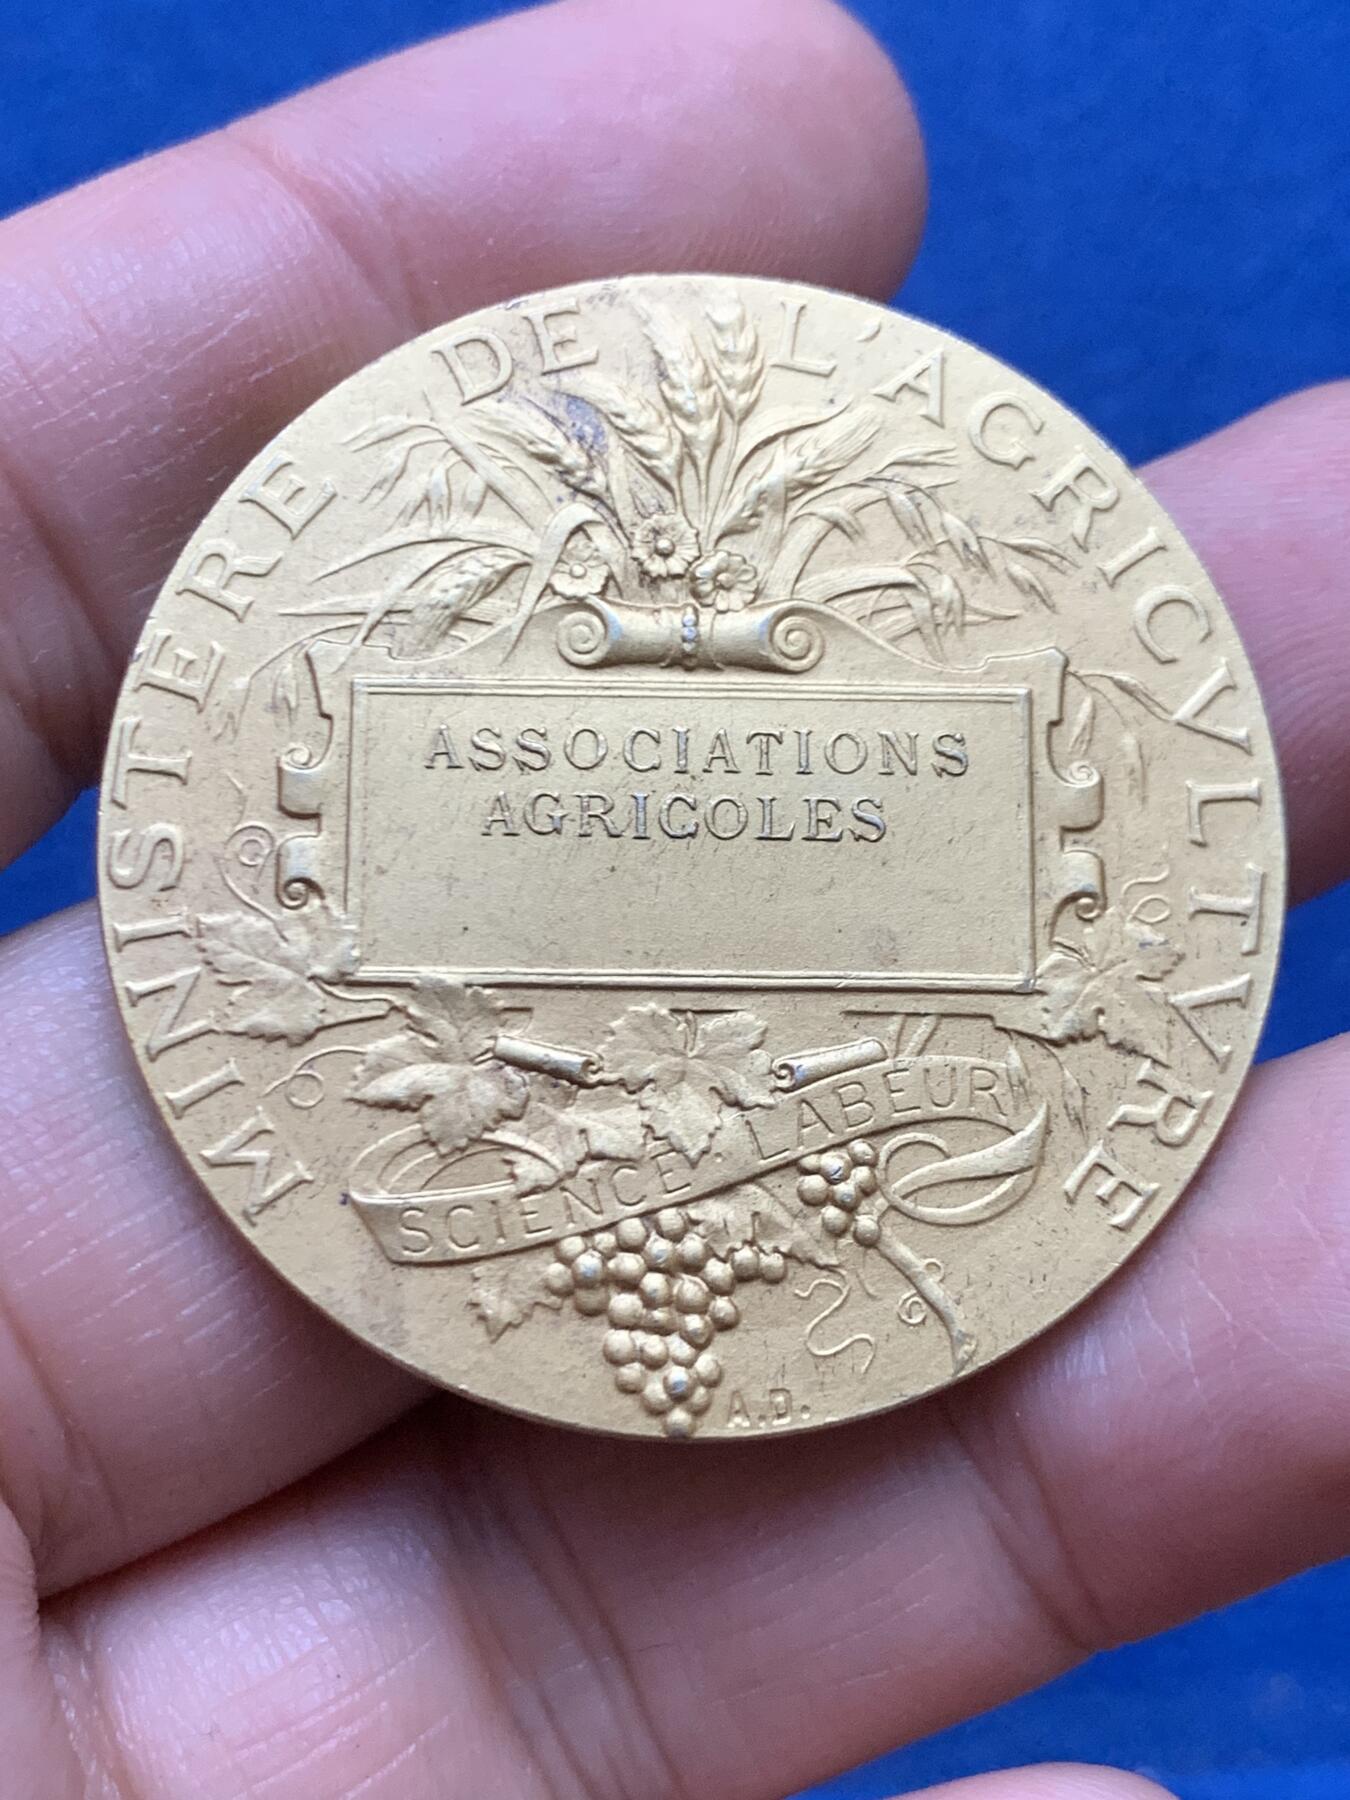 MINISTERE DE L'AGRICVLTVRE
ASSOCIATIONS
AGRICOLES
SCIENCE · LABEUR
A.D.